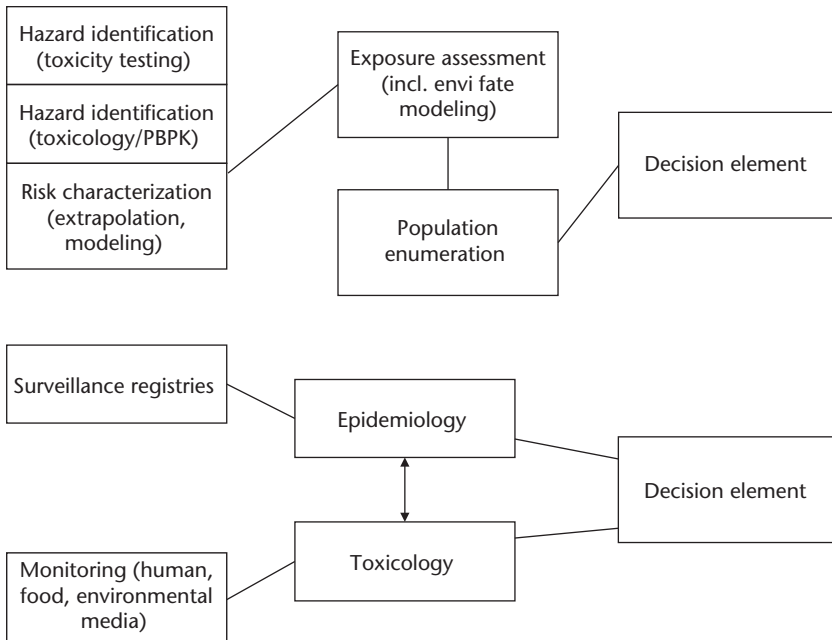 Hazard identification
(toxicity testing)
Hazard identification
(toxicology/PBPK)
Risk characterization
(extrapolation,
modeling)
Exposure assessment
(incl. envi fate
modeling)
Population
enumeration
Decision element
Surveillance registries
Epidemiology
Toxicology
Monitoring (human,
food, environmental
media)
Decision element